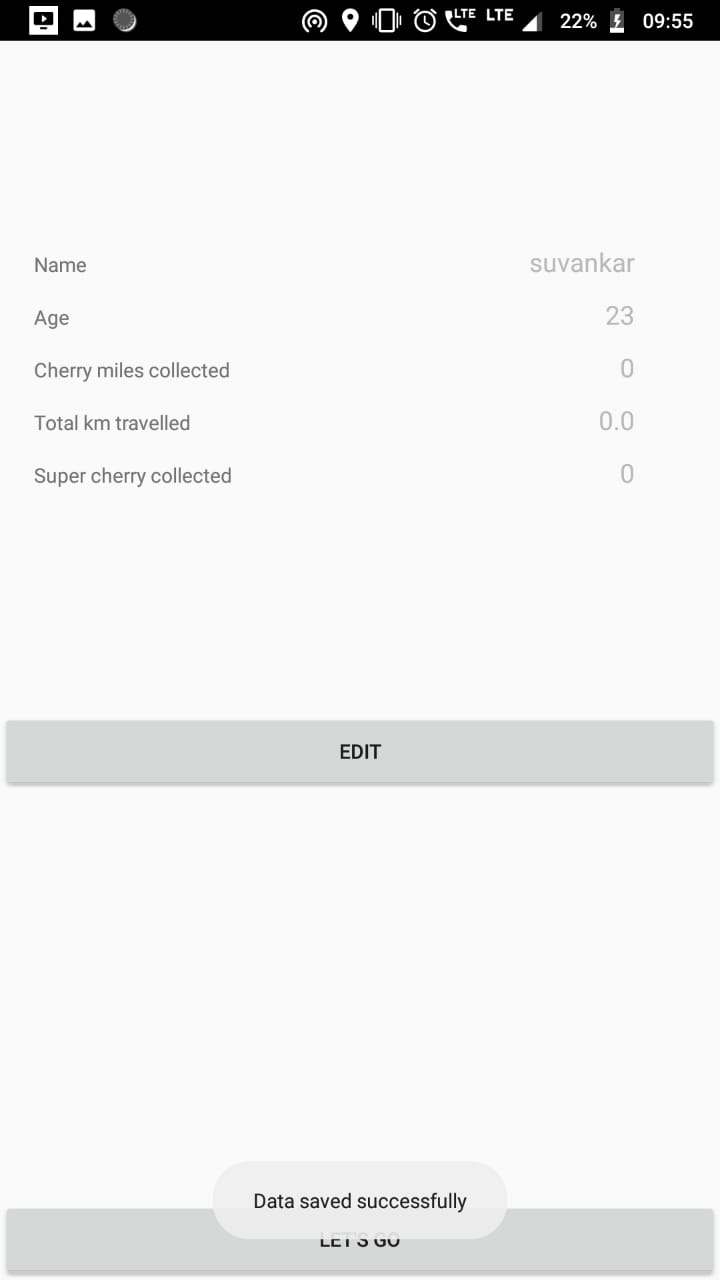 LTE LTE 22% 09:55
Name suvankar
Age 23
Cherry miles collected 0
Total km travelled 0.0
Super cherry collected 0
EDIT
Data saved successfully
LET'S GO